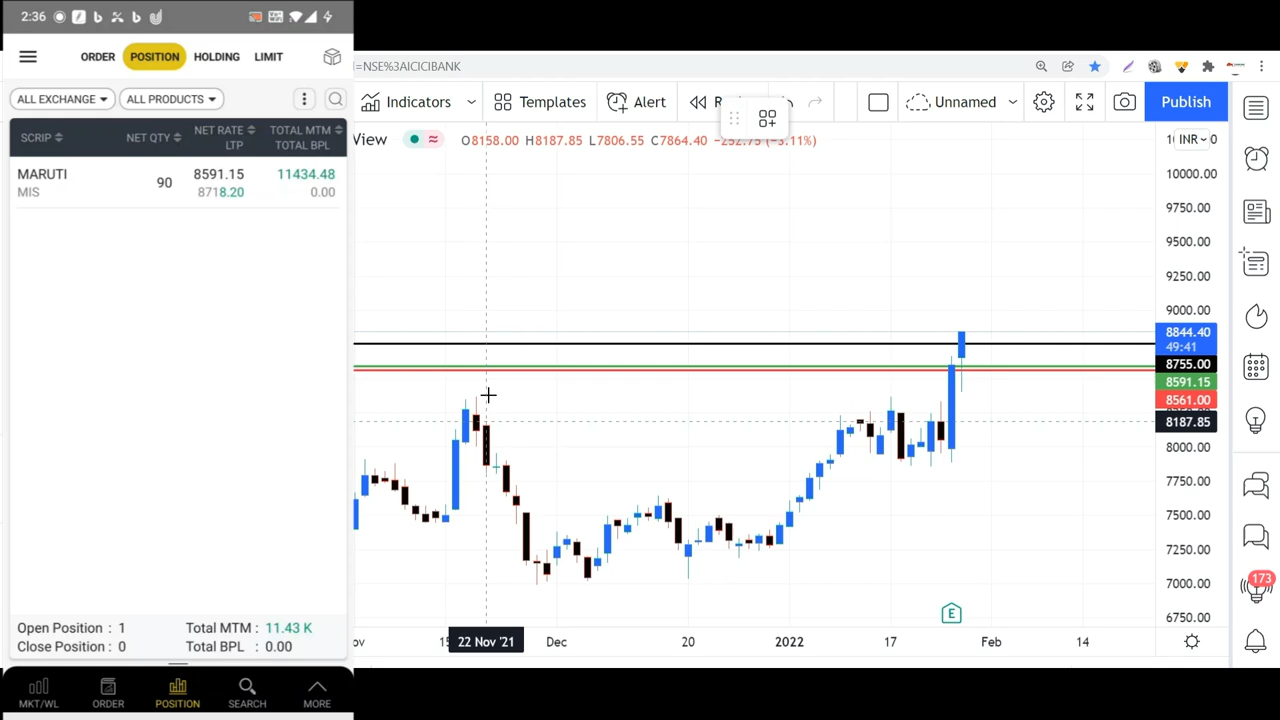 2:36
ORDER POSITION HOLDING LIMIT
ALL EXCHANGE ALL PRODUCTS
SCRIP NET QTY NET RATE TOTAL MTM
LTP TOTAL BPL
MARUTI 90 8591.15 11434.48
MIS 8718.20 0.00
Open Position : 1 Total MTM : 11.43 K
Close Position : 0 Total BPL : 0.00
MKT/WL ORDER POSITION SEARCH MORE
l=NSE%3AICICIBANK
Indicators Templates Alert Unnamed Publish
View O8158.00 H8187.85 L7806.55 C7864.40 −252.75 (−3.11%)
INR
10000.00
9750.00
9500.00
9250.00
9000.00
8844.40
49:41
8755.00
8591.15
8561.00
8187.85
8000.00
7750.00
7500.00
7250.00
7000.00
6750.00
E
22 Nov '21 Dec 20 2022 17 Feb 14
173